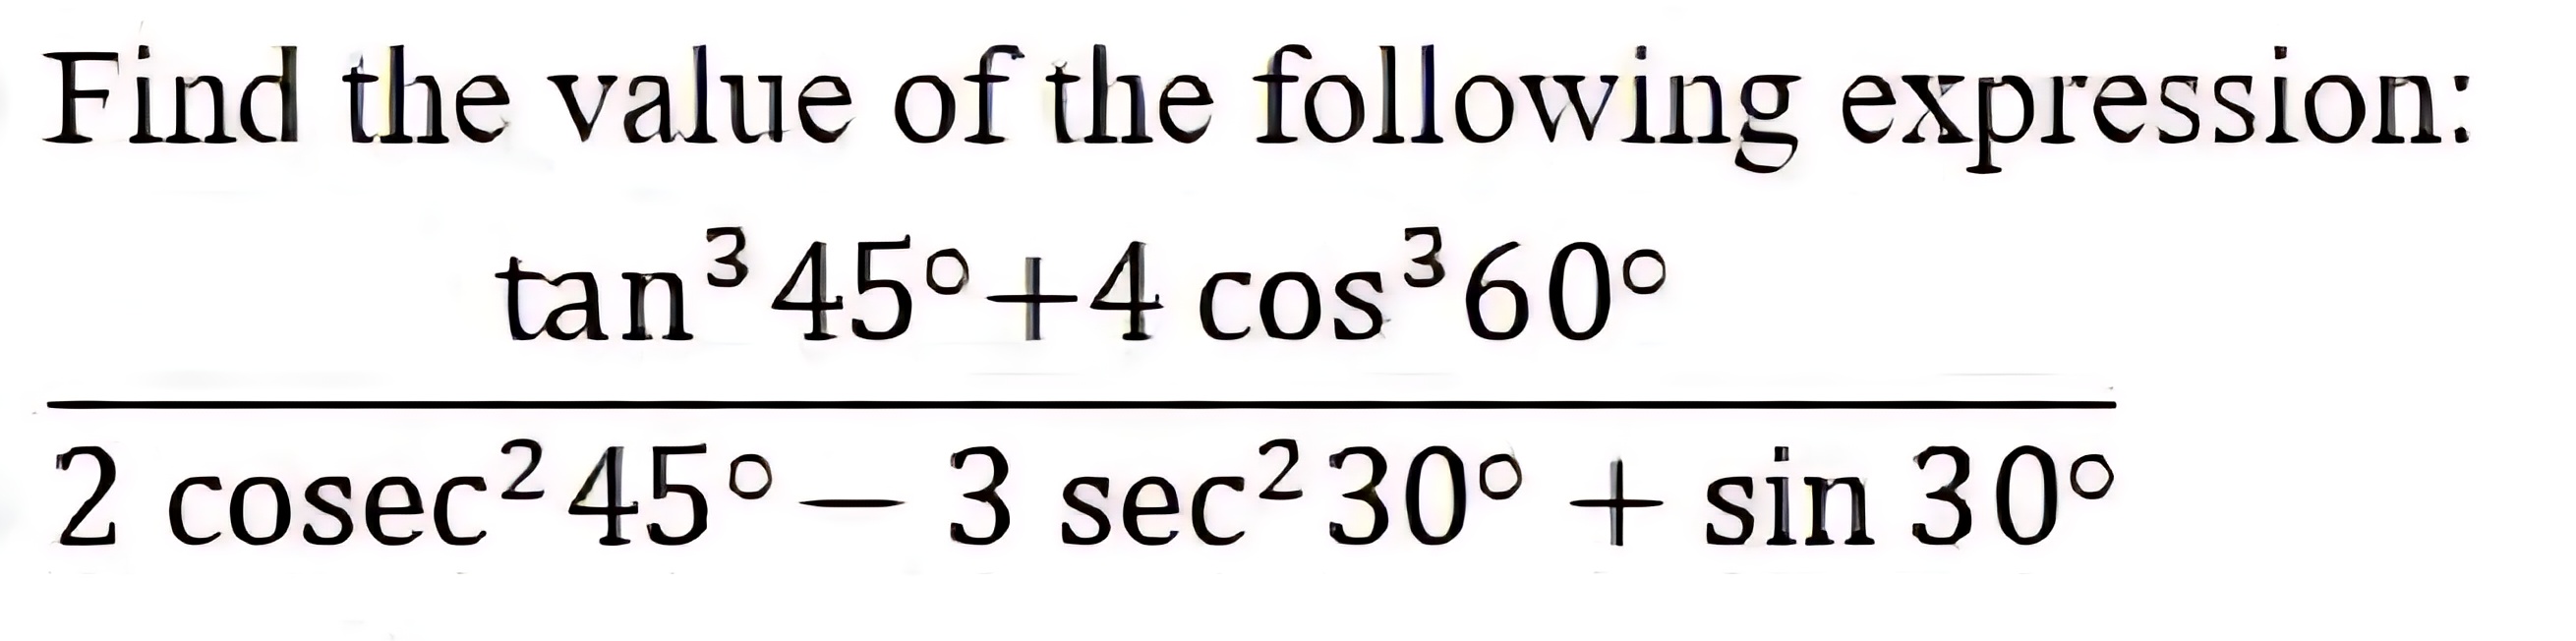 Find the value of the following expression:
tan³45°+4 cos³60°
2 cosec²45°− 3 sec²30° + sin 30°